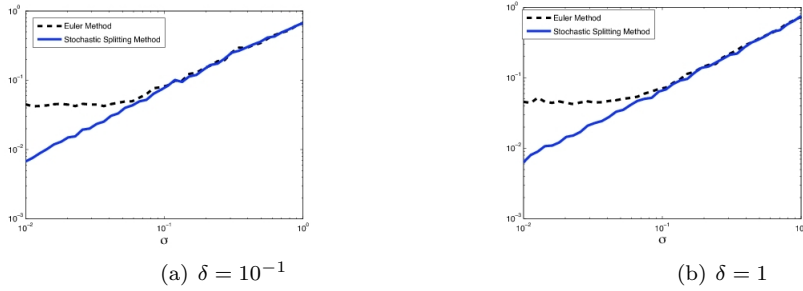 10^0
Euler Method
Stochastic Splitting Method
10^-1
10^-2
10^-3
10^-2
10^-1
10^0
σ
(a) δ = 10^-1
10^0
Euler Method
Stochastic Splitting Method
10^-1
10^-2
10^-3
10^-2
10^-1
10^0
σ
(b) δ = 1